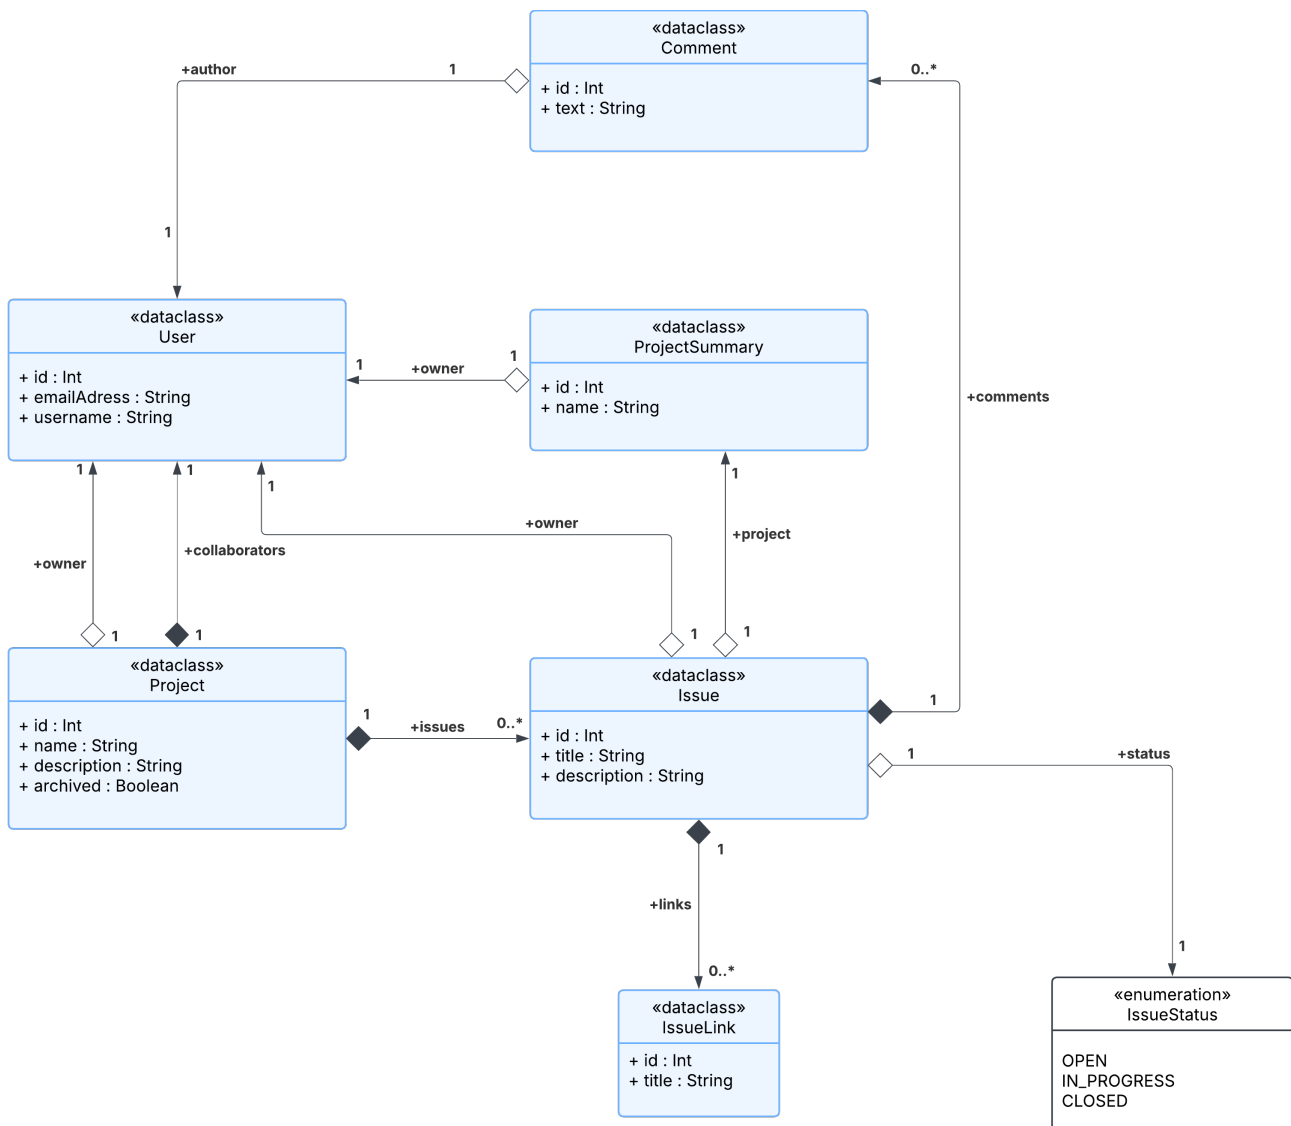 «dataclass»
Comment
+ id : Int
+ text : String
+author
1
0..*
1
«dataclass»
User
+ id : Int
+ emailAdress : String
+ username : String
1
+owner
1
«dataclass»
ProjectSummary
+ id : Int
+ name : String
+comments
1
1
1
1
+owner
+collaborators
+owner
+project
1
1
1
1
«dataclass»
Project
+ id : Int
+ name : String
+ description : String
+ archived : Boolean
1
+issues
0..*
«dataclass»
Issue
+ id : Int
+ title : String
+ description : String
1
1
+status
1
+links
0..*
1
«dataclass»
IssueLink
+ id : Int
+ title : String
«enumeration»
IssueStatus
OPEN
IN_PROGRESS
CLOSED